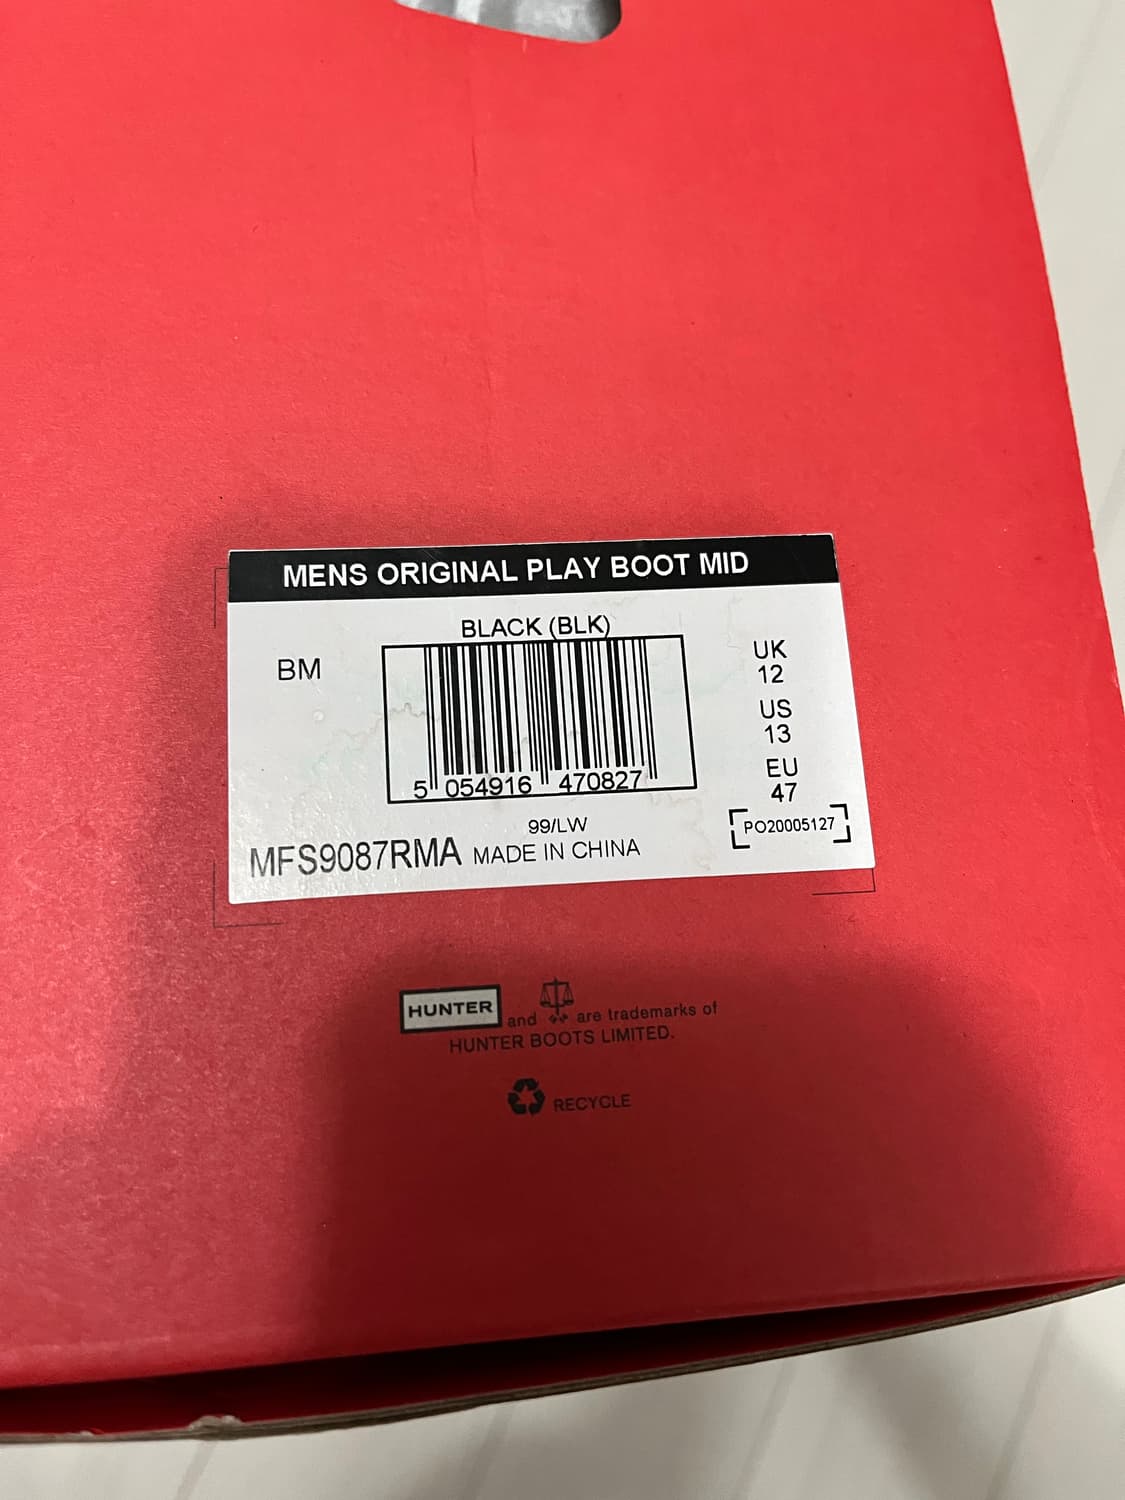 MENS ORIGINAL PLAY BOOT MID
BLACK (BLK)
BM
5 054916 470827
UK
12
US
13
EU
47
PO20005127
99/LW
MFS9087RMA MADE IN CHINA
HUNTER and are trademarks of
HUNTER BOOTS LIMITED.
RECYCLE